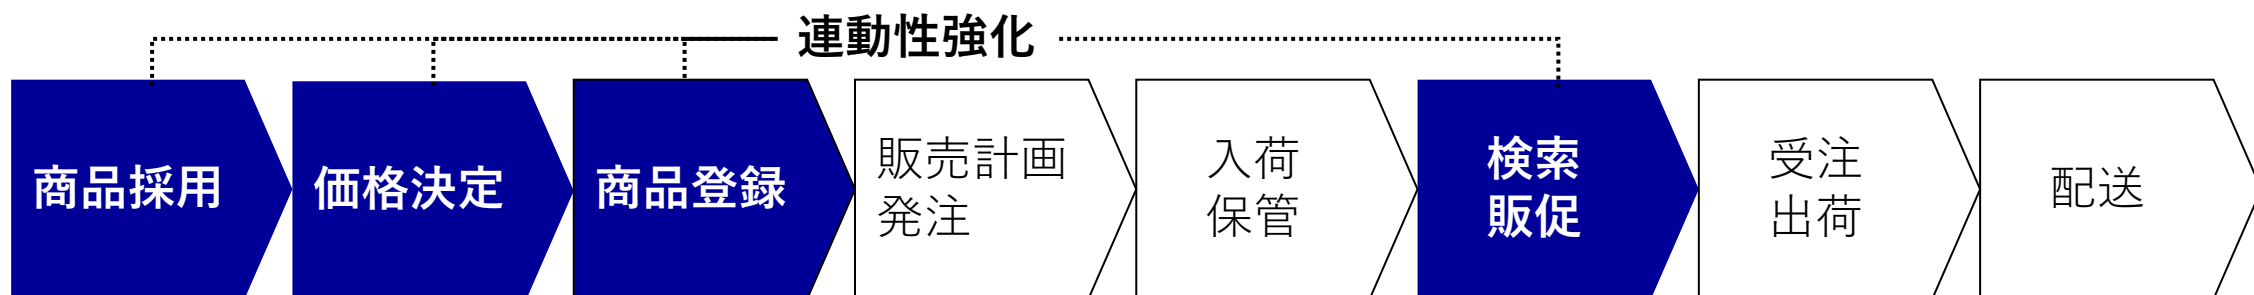 連動性強化
商品採用
価格決定
商品登録
販売計画
発注
入荷
保管
検索
販促
受注
出荷
配送